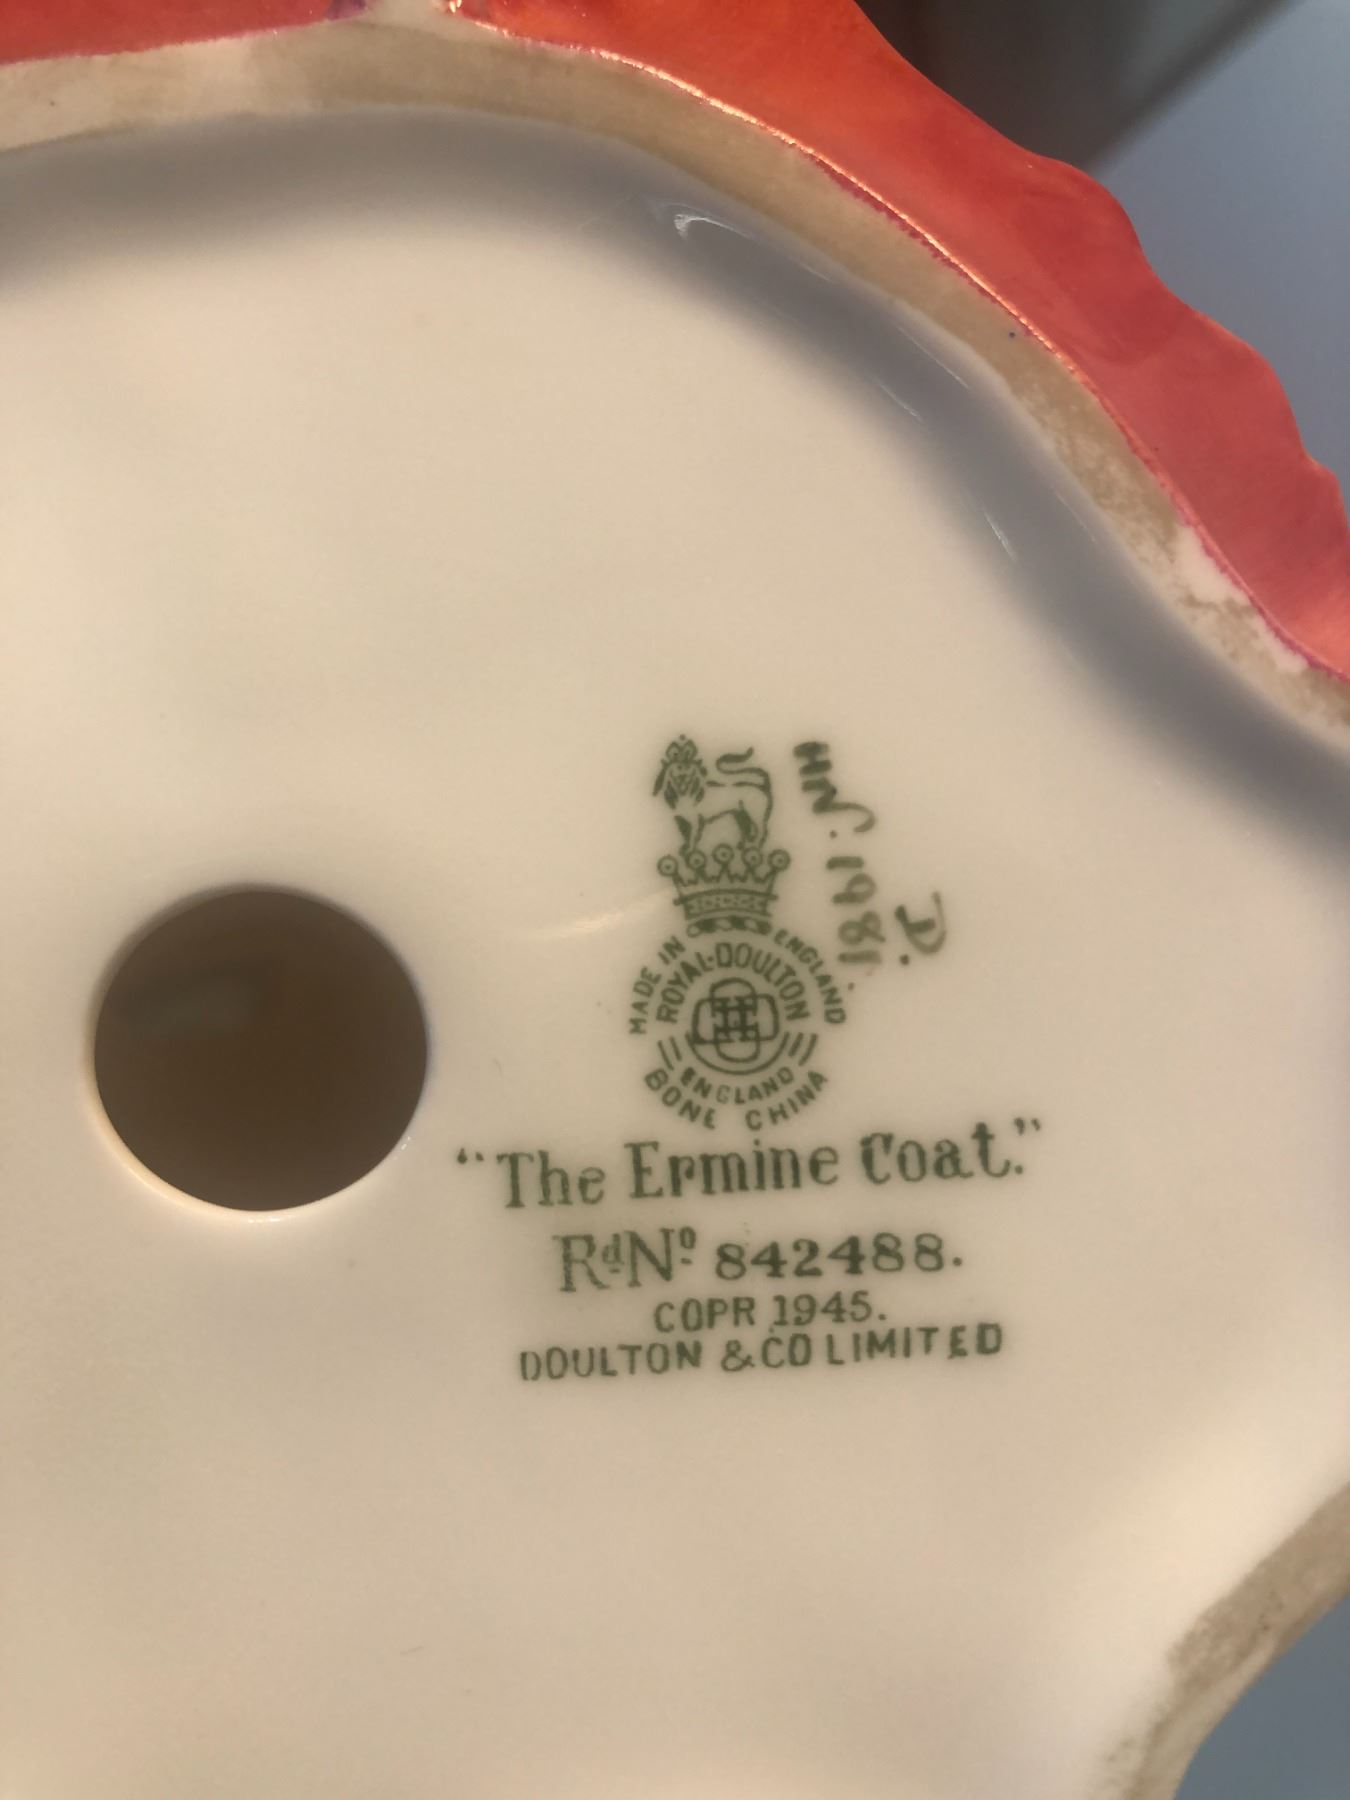 HN. 1981.
D.
MADE IN ENGLAND
ROYAL·DOULTON
ENGLAND
BONE CHINA
"The Ermine Coat."
RdNo 842488.
COPR 1945.
DOULTON & CO LIMITED